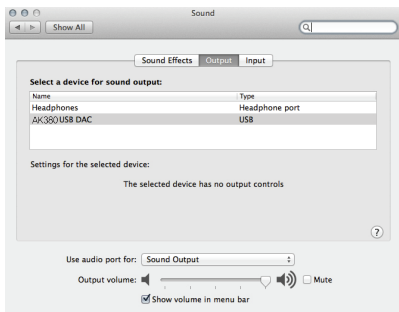 Sound
Show All
Sound Effects Output Input
Select a device for sound output:
Name Type
Headphones Headphone port
AK380 USB DAC USB
Settings for the selected device:
The selected device has no output controls
?
Use audio port for: Sound Output
Output volume: Mute
Show volume in menu bar